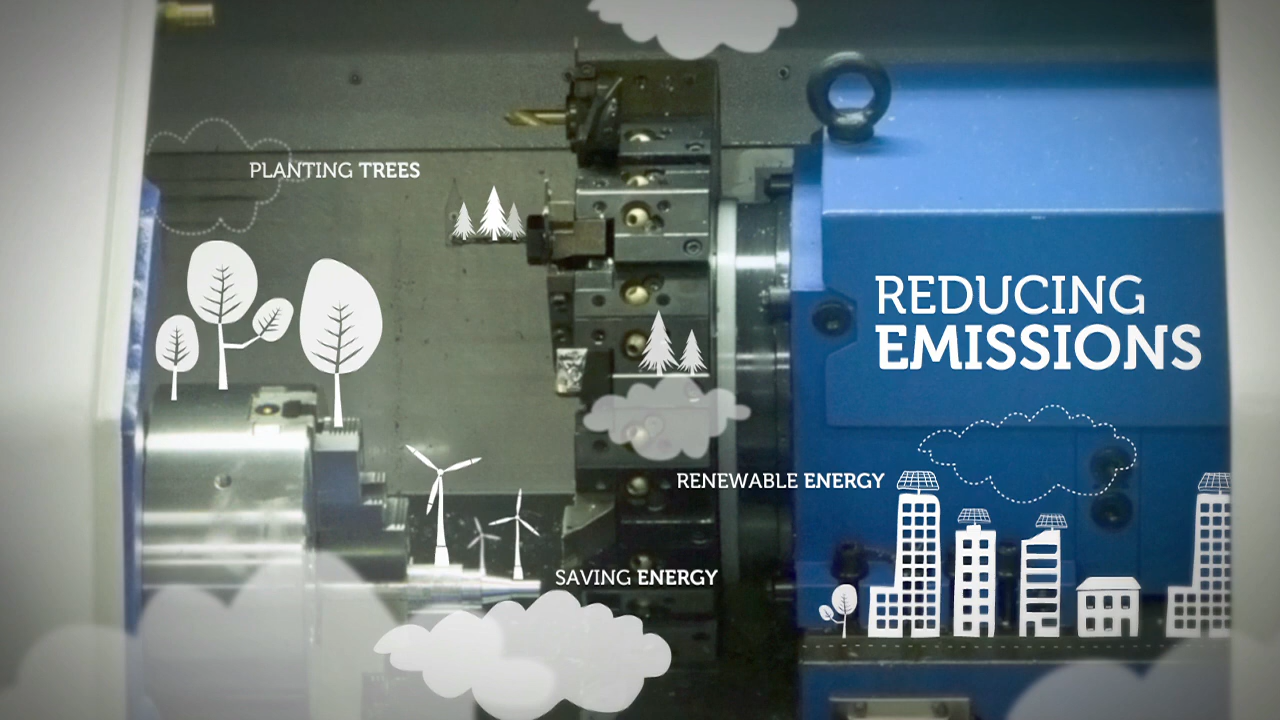 PLANTING TREES
REDUCING
EMISSIONS
RENEWABLE ENERGY
SAVING ENERGY